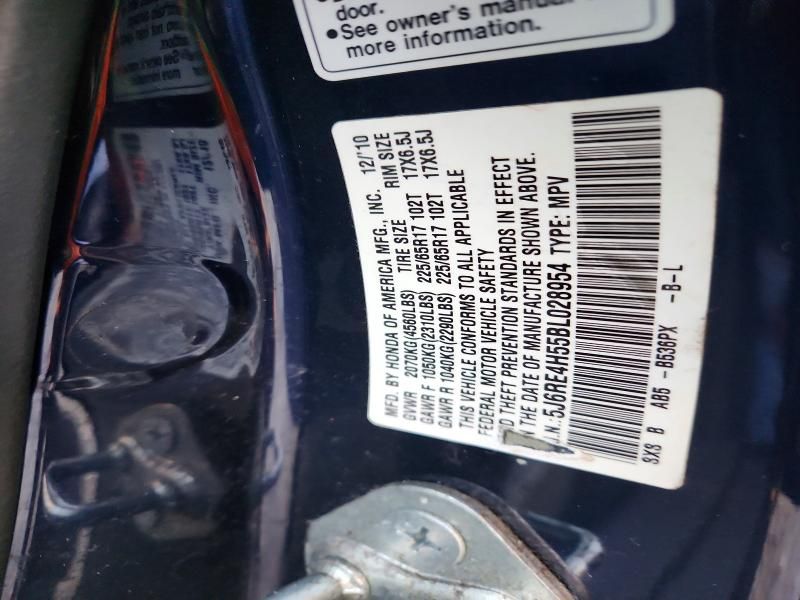 door.
•See owner's manual
more information.
MFD. BY HONDA OF AMERICA MFG., INC. 12/'10
GVWR 2070KG(4560LBS) TIRE SIZE RIM SIZE
GAWR F 1050KG(2310LBS) 225/65R17 102T 17X6.5J
GAWR R 1040KG(2290LBS) 225/65R17 102T 17X6.5J
THIS VEHICLE CONFORMS TO ALL APPLICABLE
FEDERAL MOTOR VEHICLE SAFETY
THEFT PREVENTION STANDARDS IN EFFECT
THE DATE OF MANUFACTURE SHOWN ABOVE.
5J6RE4H55BL028954 TYPE: MPV
SXS B AB5 -B536PX -B-L